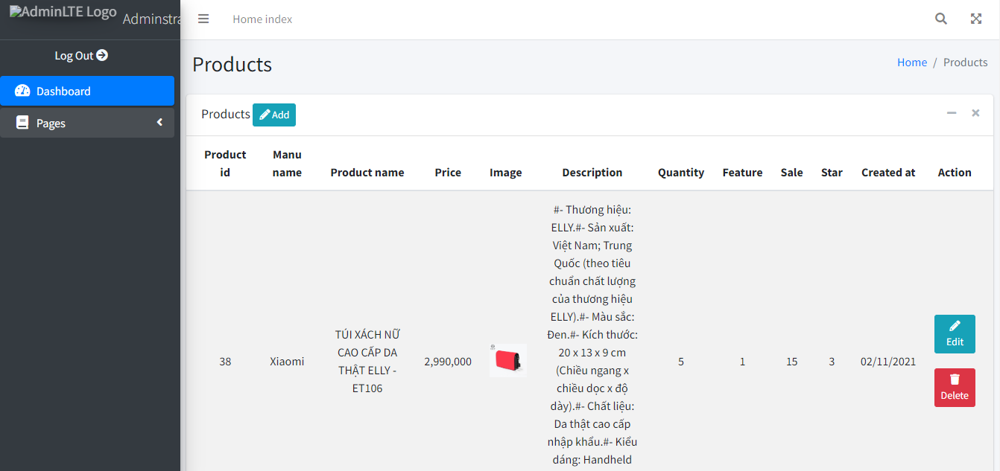 AdminLTE Logo
Adminstra
Home index
Log Out
Dashboard
Pages
Products
Home / Products
Products
Add
Product
id
Manu
name
Product name
Price
Image
Description
Quantity
Feature
Sale
Star
Created at
Action
38
Xiaomi
TÚI XÁCH NỮ
CAO CẤP DA
THẬT ELLY -
ET106
2,990,000
#- Thương hiệu:
ELLY.#- Sản xuất:
Việt Nam; Trung
Quốc (theo tiêu
chuẩn chất lượng
của thương hiệu
ELLY).#- Màu sắc:
Đen.#- Kích thước:
20 x 13 x 9 cm
(Chiều ngang x
chiều dọc x độ
dày).#- Chất liệu:
Da thật cao cấp
nhập khẩu.#- Kiểu
dáng: Handheld
5
1
15
3
02/11/2021
Edit
Delete